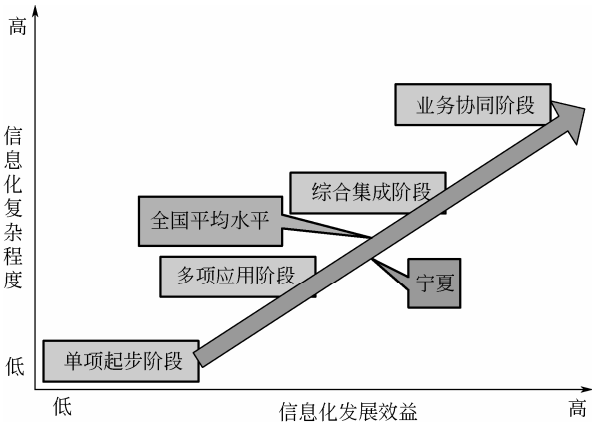 高
业务协同阶段
信息化复杂程度
综合集成阶段
全国平均水平
多项应用阶段
宁夏
单项起步阶段
低
低
信息化发展效益
高